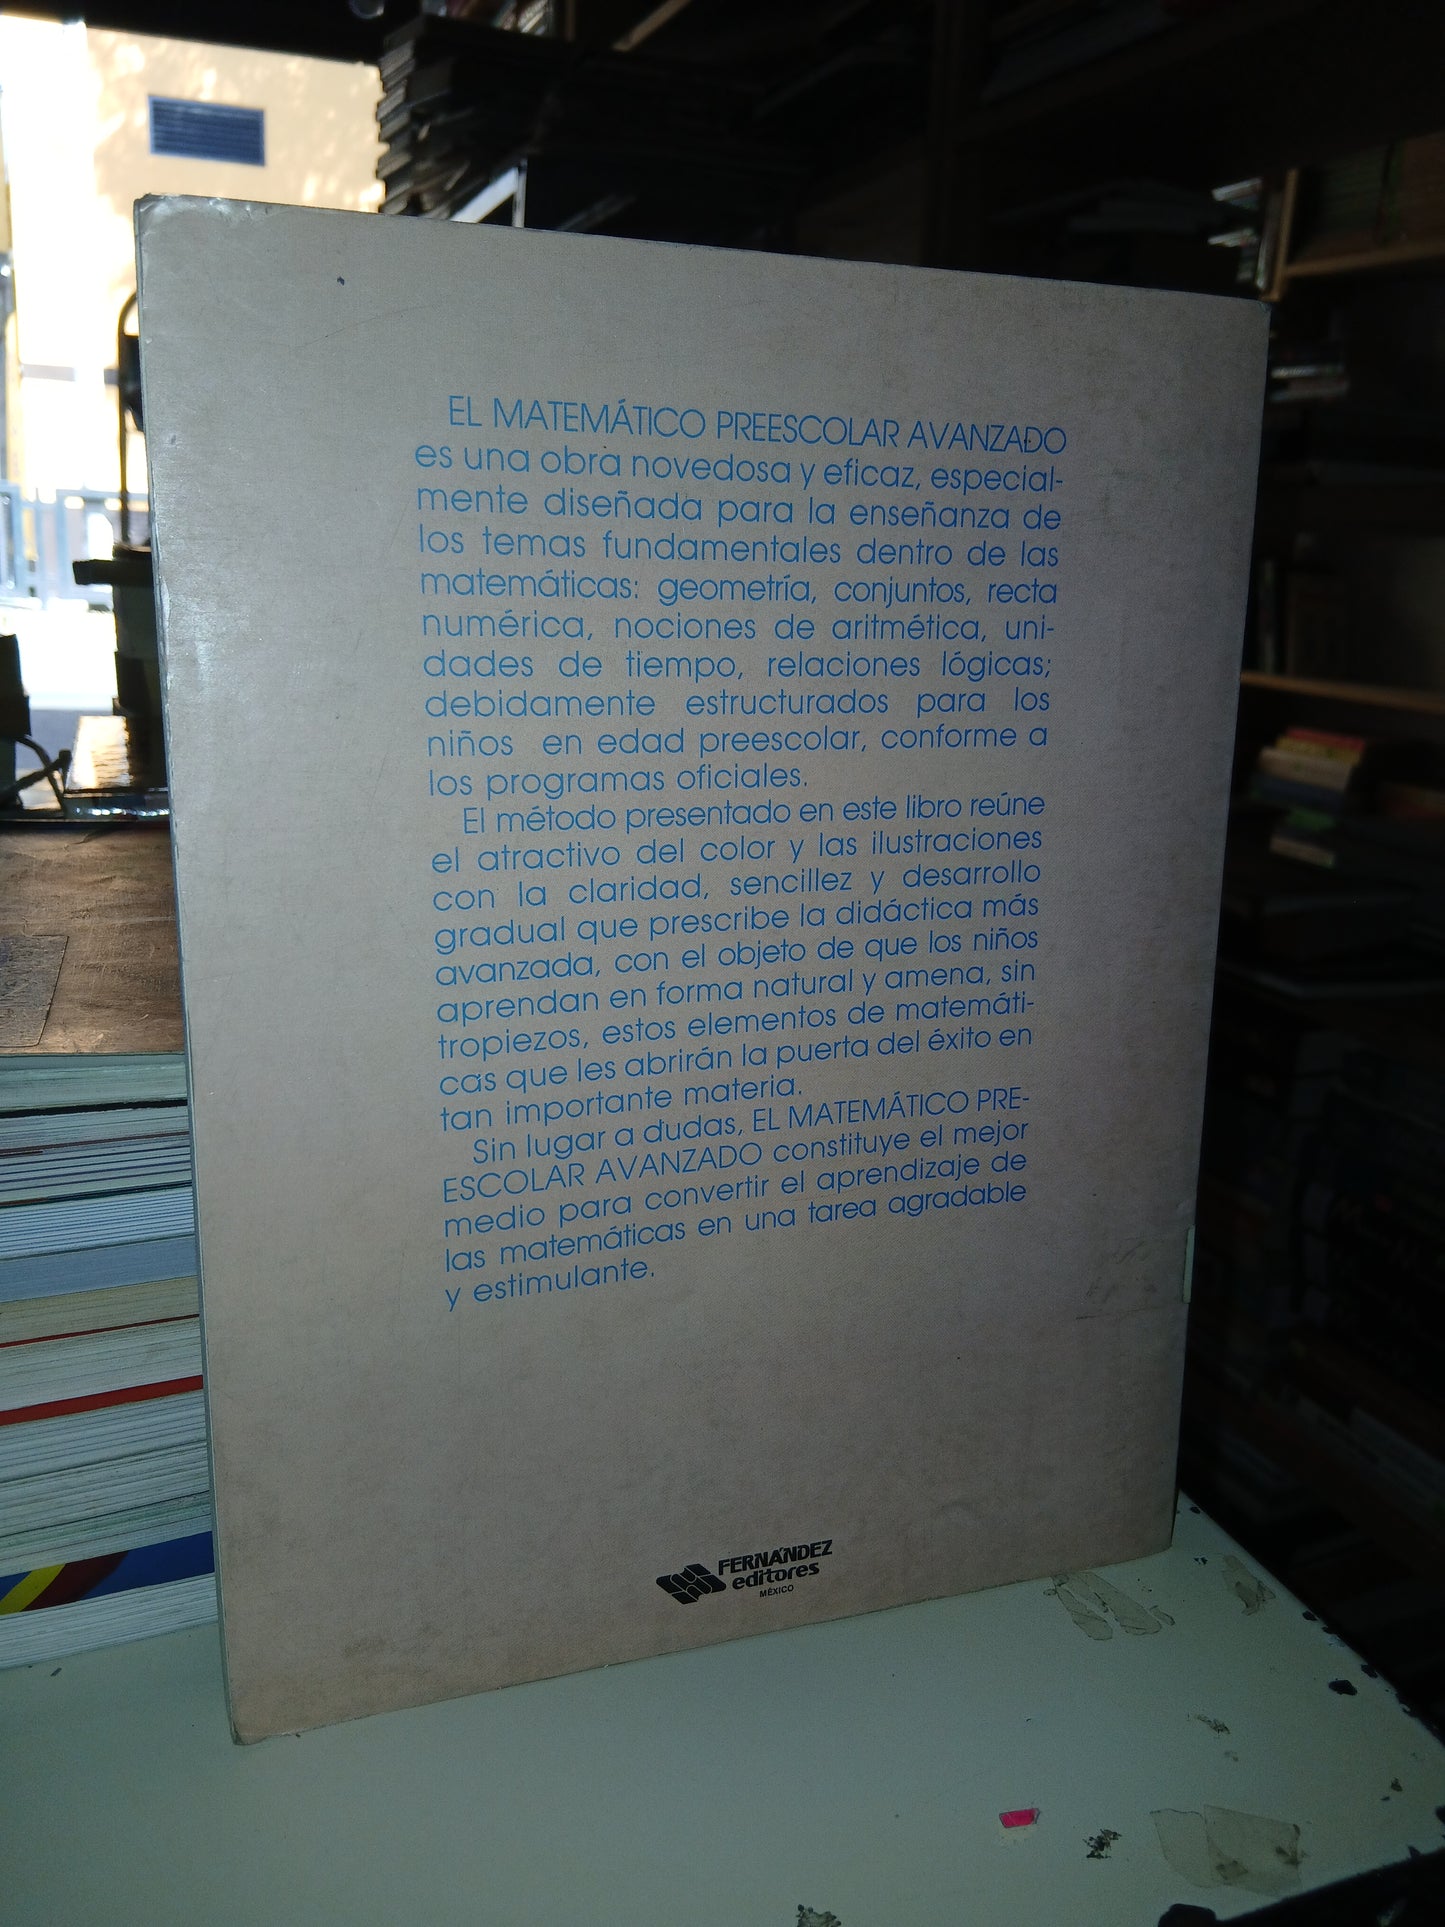 EL MATEMÁTICO PREESCOLAR AVANZADO
es una obra novedosa y eficaz, especial-
mente diseñada para la enseñanza de
los temas fundamentales dentro de las
matemáticas: geometría, conjuntos, recta
numérica, nociones de aritmética, uni-
dades de tiempo, relaciones lógicas;
debidamente estructurados para los
niños en edad preescolar, conforme a
los programas oficiales.
El método presentado en este libro reúne
el atractivo del color y las ilustraciones
con la claridad, sencillez y desarrollo
gradual que prescribe la didáctica más
avanzada, con el objeto de que los niños
aprendan en forma natural y amena, sin
tropiezos, estos elementos de matemáti-
cas que les abrirán la puerta del éxito en
tan importante materia.
Sin lugar a dudas, EL MATEMÁTICO PRE-
ESCOLAR AVANZADO constituye el mejor
medio para convertir el aprendizaje de
las matemáticas en una tarea agradable
y estimulante.
FERNÁNDEZ
editores
MÉXICO